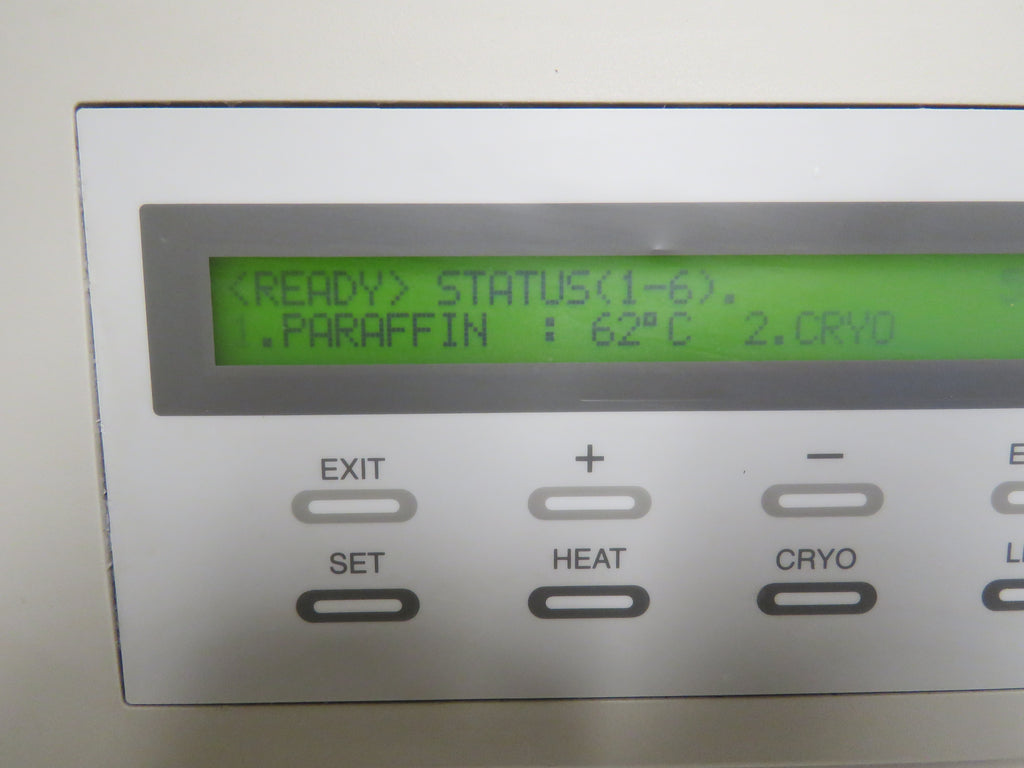 <READY> STATUS(1-6).
1.PARAFFIN : 62°C 2.CRYO
EXIT + −
SET HEAT CRYO